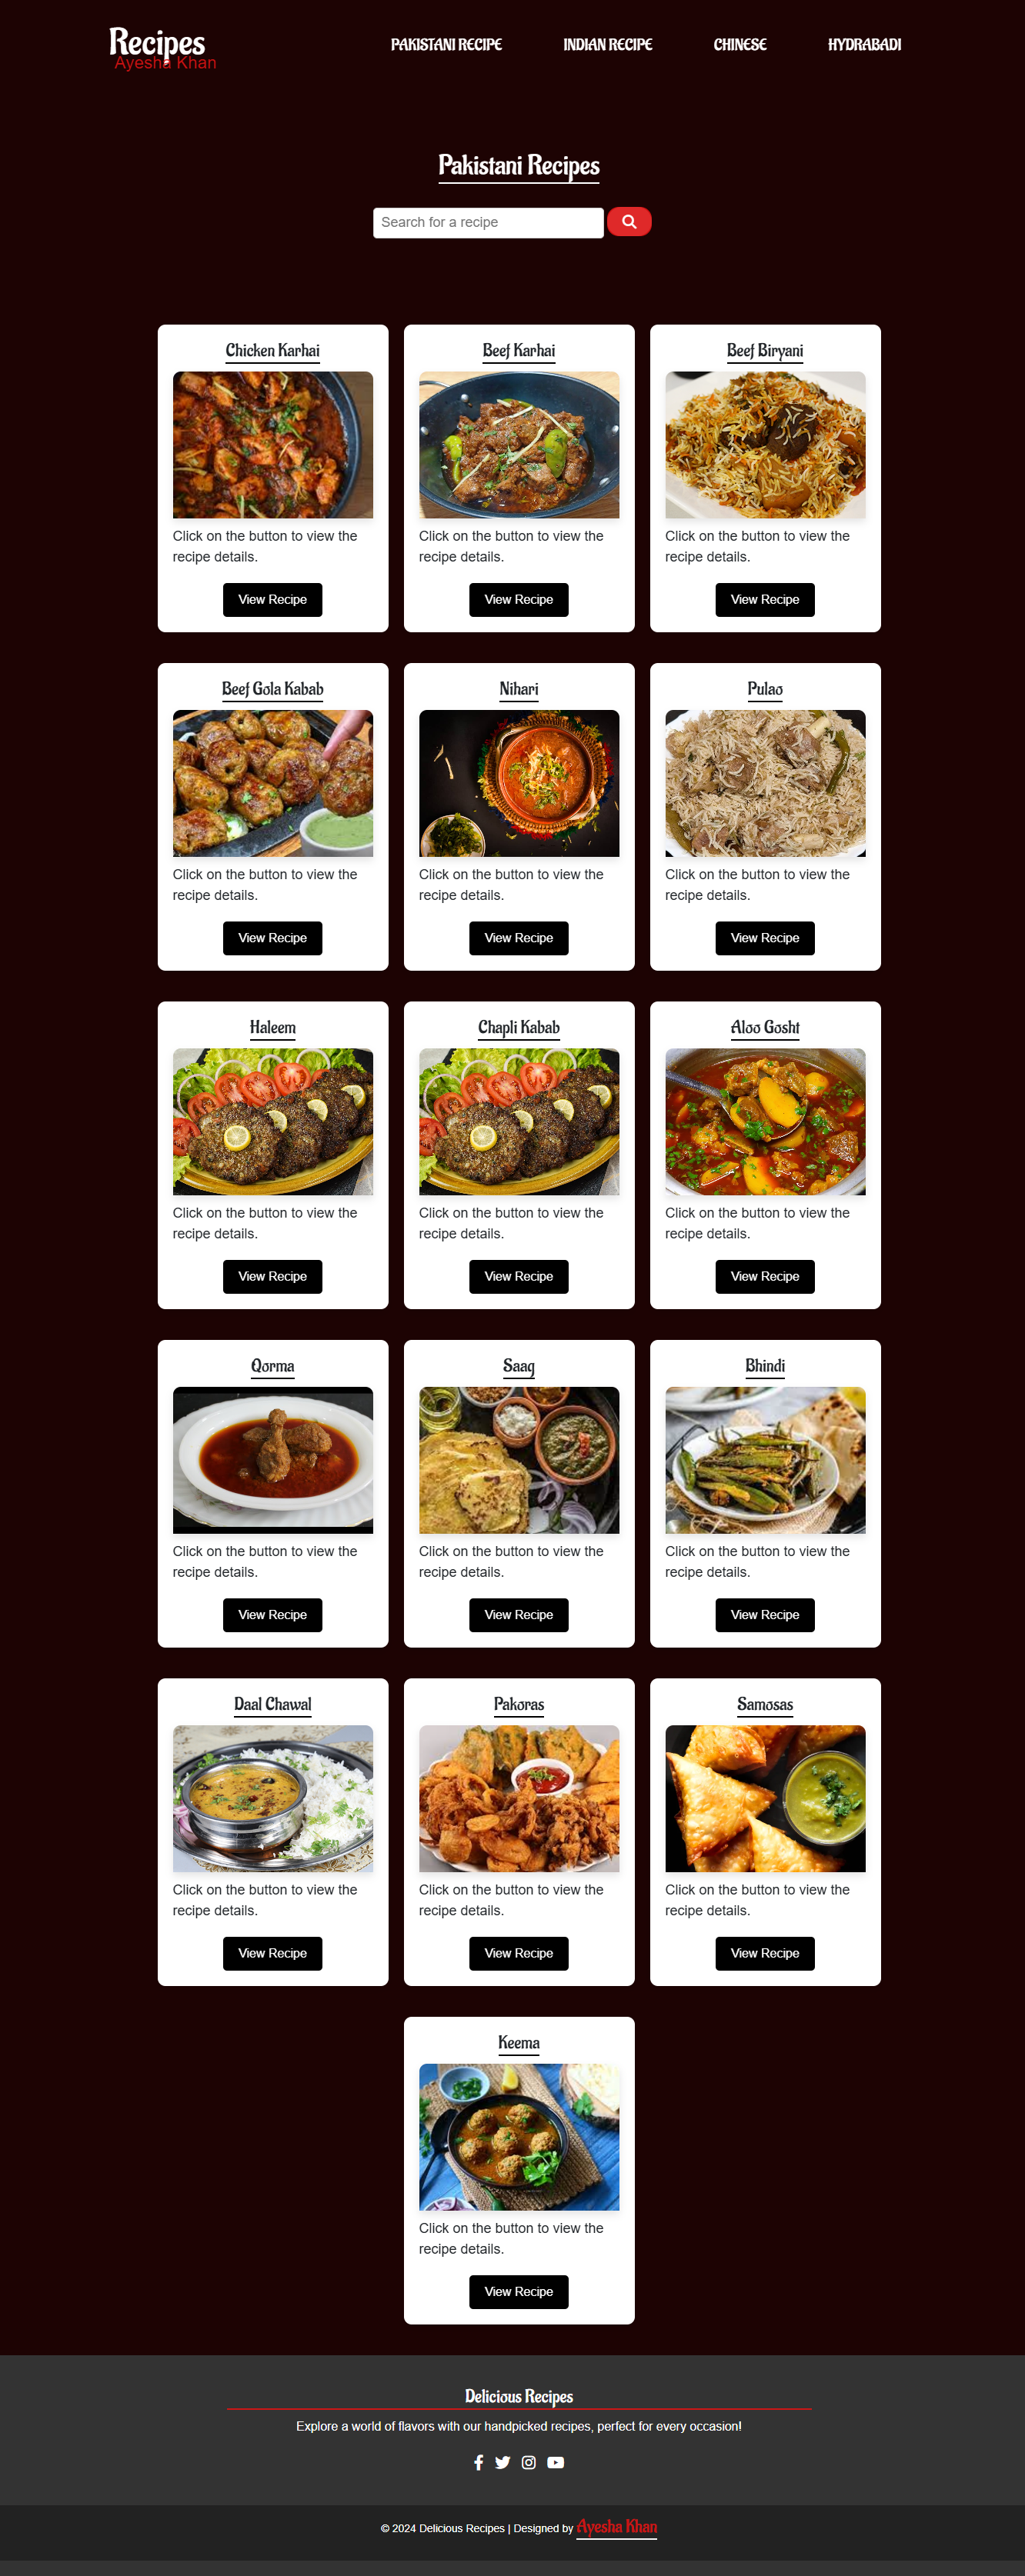 Recipes
Ayesha Khan
PAKISTANI RECIPE
INDIAN RECIPE
CHINESE
HYDRABADI
Pakistani Recipes
Search for a recipe
Chicken Karhai
Click on the button to view the
recipe details.
View Recipe
Beef Karhai
Click on the button to view the
recipe details.
View Recipe
Beef Biryani
Click on the button to view the
recipe details.
View Recipe
Beef Gola Kabab
Click on the button to view the
recipe details.
View Recipe
Nihari
Click on the button to view the
recipe details.
View Recipe
Pulao
Click on the button to view the
recipe details.
View Recipe
Haleem
Click on the button to view the
recipe details.
View Recipe
Chapli Kabab
Click on the button to view the
recipe details.
View Recipe
Aloo Gosht
Click on the button to view the
recipe details.
View Recipe
Qorma
Click on the button to view the
recipe details.
View Recipe
Saag
Click on the button to view the
recipe details.
View Recipe
Bhindi
Click on the button to view the
recipe details.
View Recipe
Daal Chawal
Click on the button to view the
recipe details.
View Recipe
Pakoras
Click on the button to view the
recipe details.
View Recipe
Samosas
Click on the button to view the
recipe details.
View Recipe
Keema
Click on the button to view the
recipe details.
View Recipe
Delicious Recipes
Explore a world of flavors with our handpicked recipes, perfect for every occasion!
© 2024 Delicious Recipes | Designed by Ayesha Khan